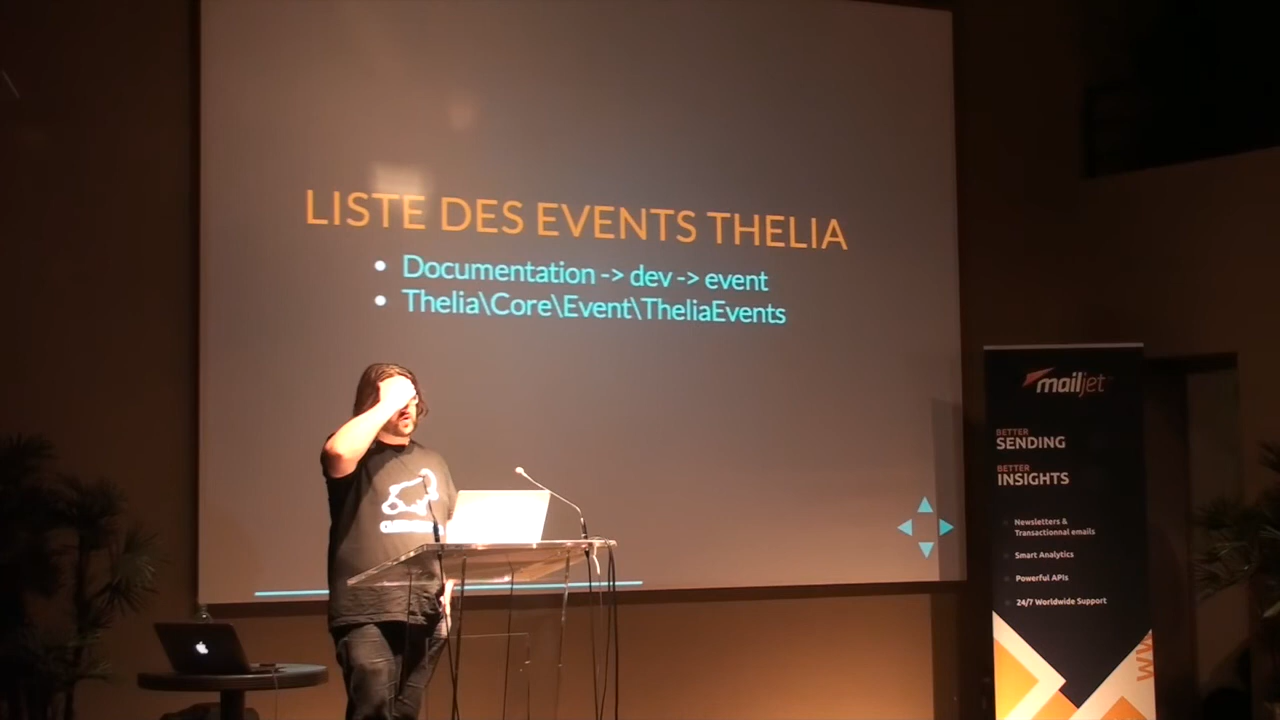 LISTE DES EVENTS THELIA
Documentation -> dev -> event
Thelia\Core\Event\TheliaEvents
mailjet
BETTER
SENDING
BETTER
INSIGHTS
Newsletters &
Transactionnal emails
Smart Analytics
Powerful APIs
24/7 Worldwide Support